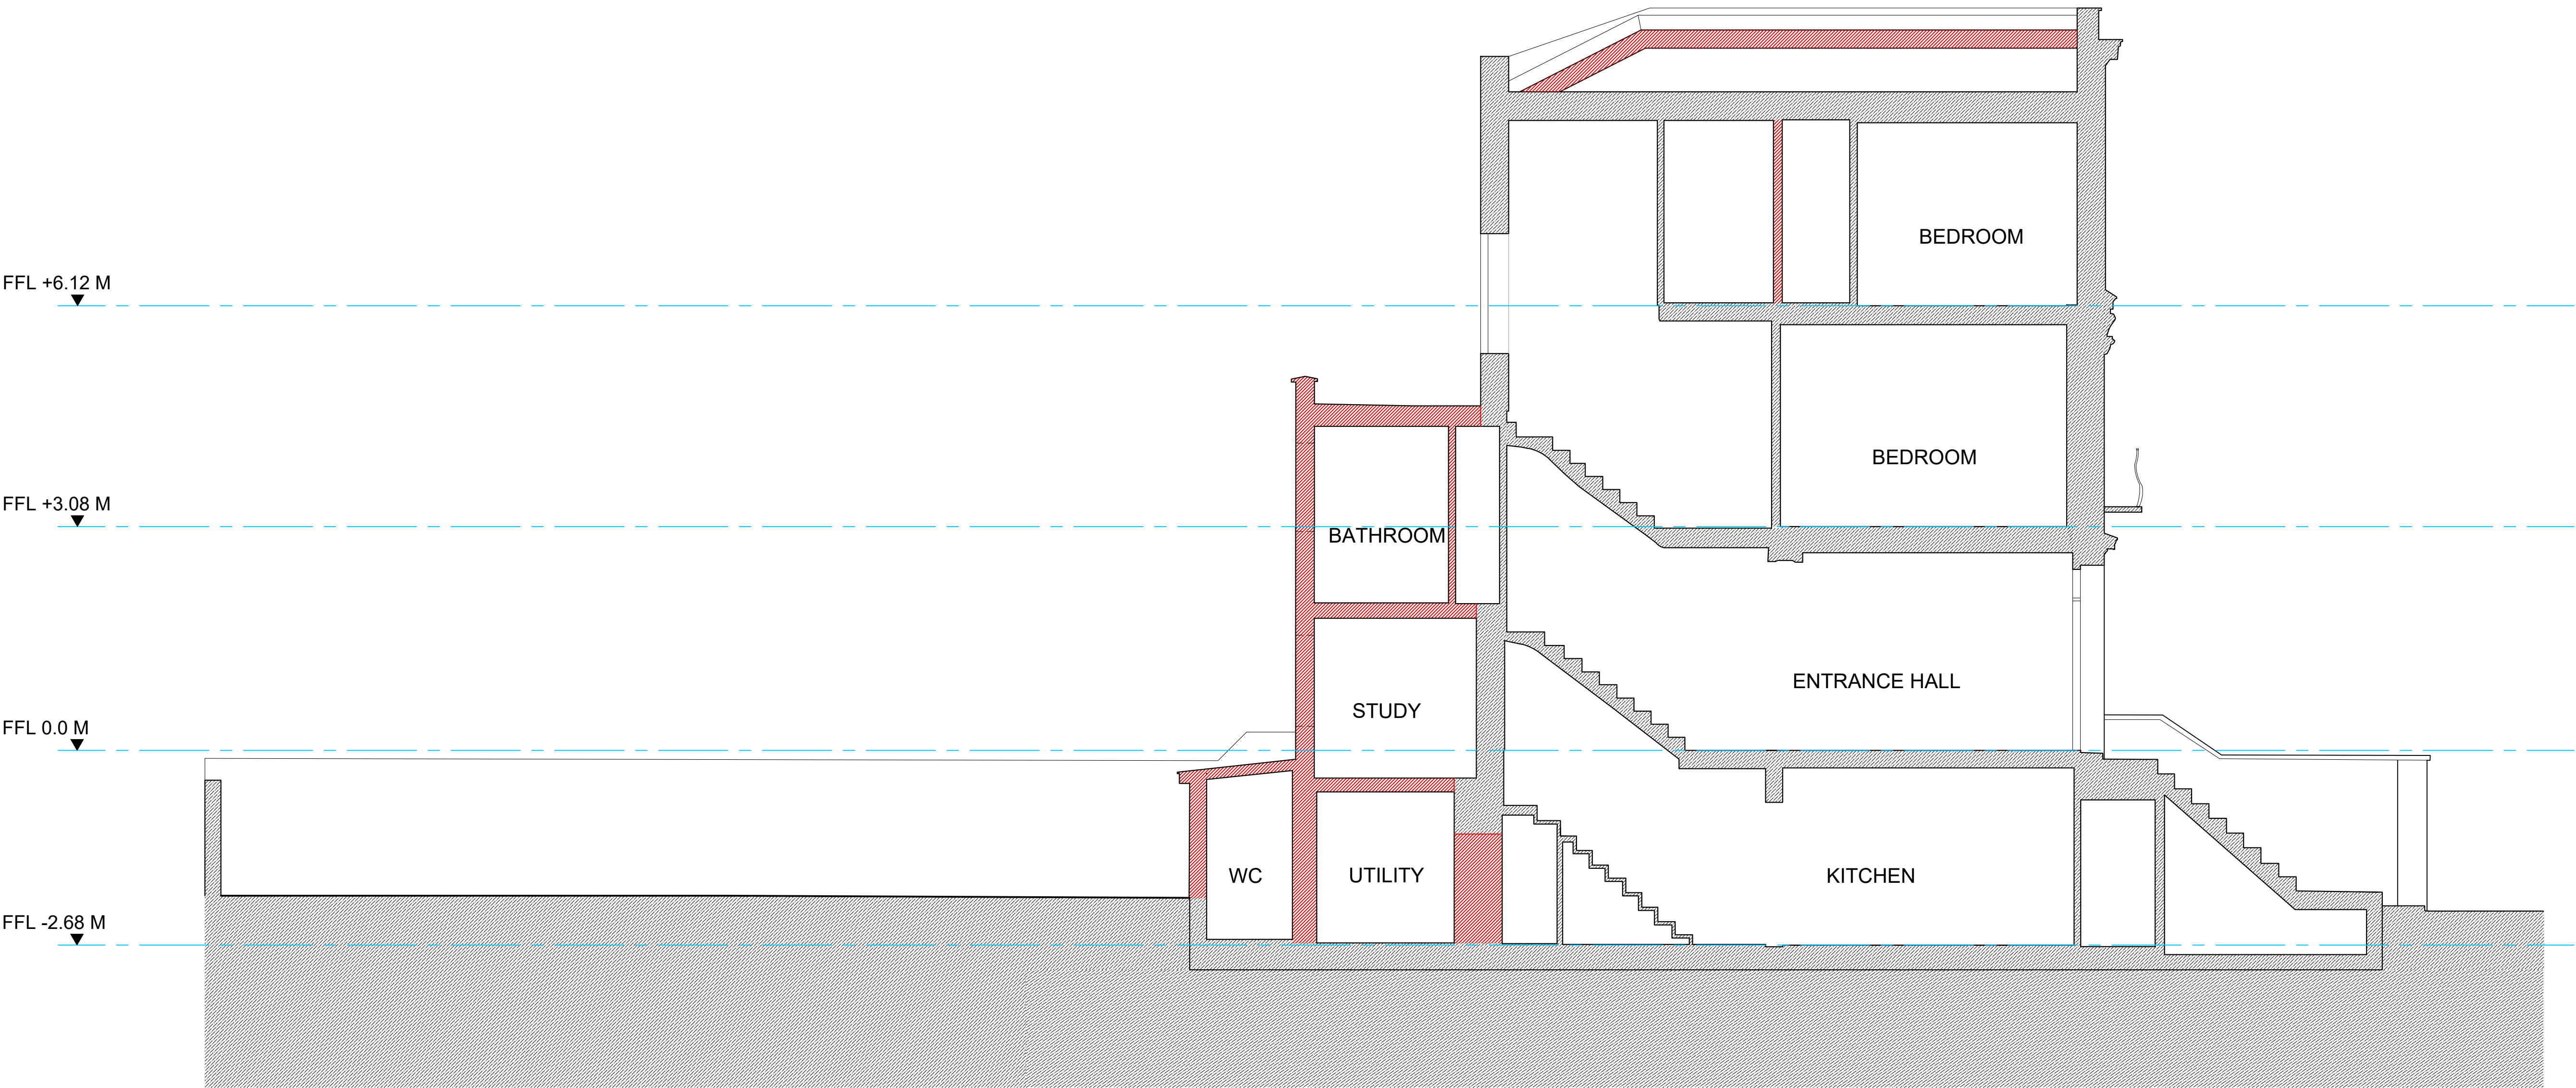 BEDROOM
FFL +6.12 M
BEDROOM
FFL +3.08 M
BATHROOM
ENTRANCE HALL
STUDY
FFL 0.0 M
WC
UTILITY
KITCHEN
FFL -2.68 M